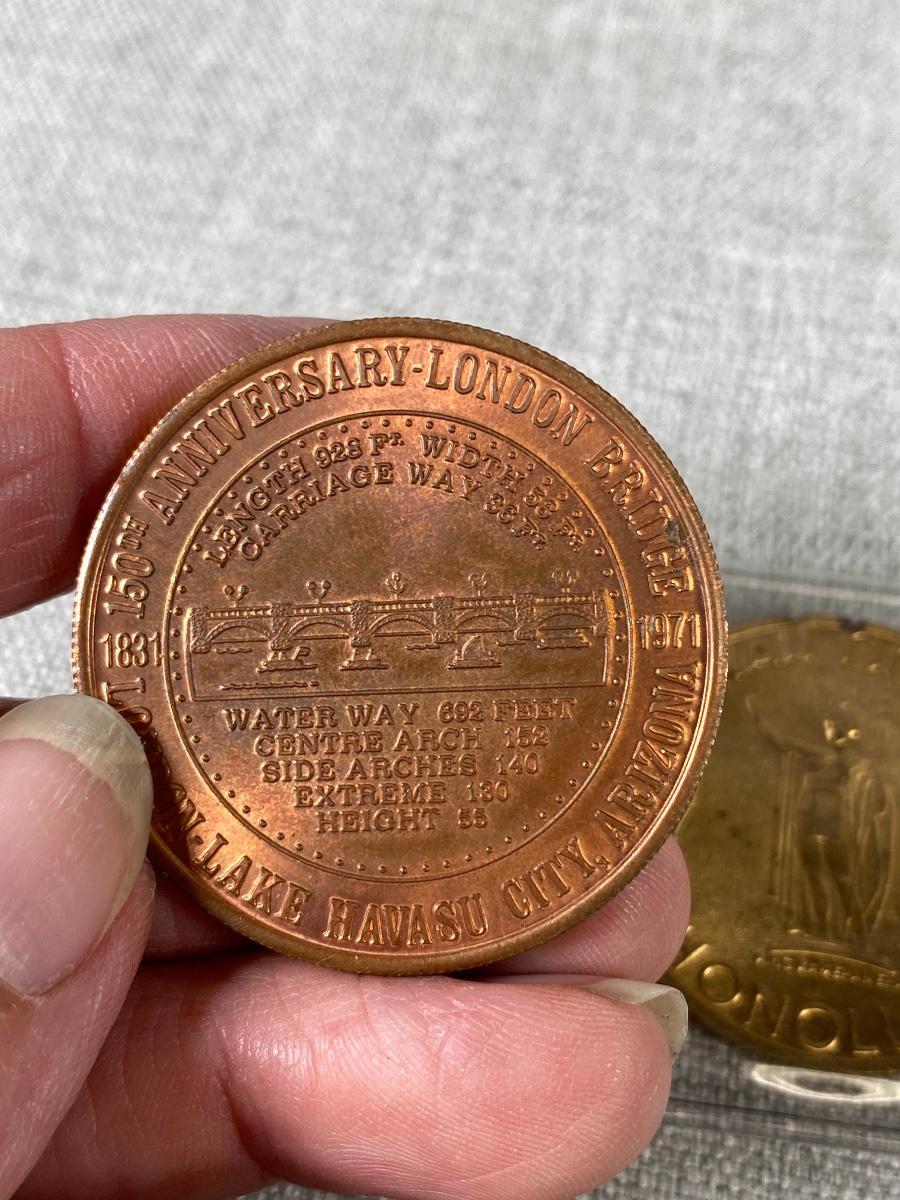 150TH ANNIVERSARY-LONDON BRIDGE
LENGTH 928 FT. WIDTH 56 FT.
CARRIAGE WAY 36 FT.
1831
1971
WATER WAY 692 FEET
CENTRE ARCH 152
SIDE ARCHES 140
EXTREME 130
HEIGHT 55
-LAKE HAVASU CITY, ARIZONA